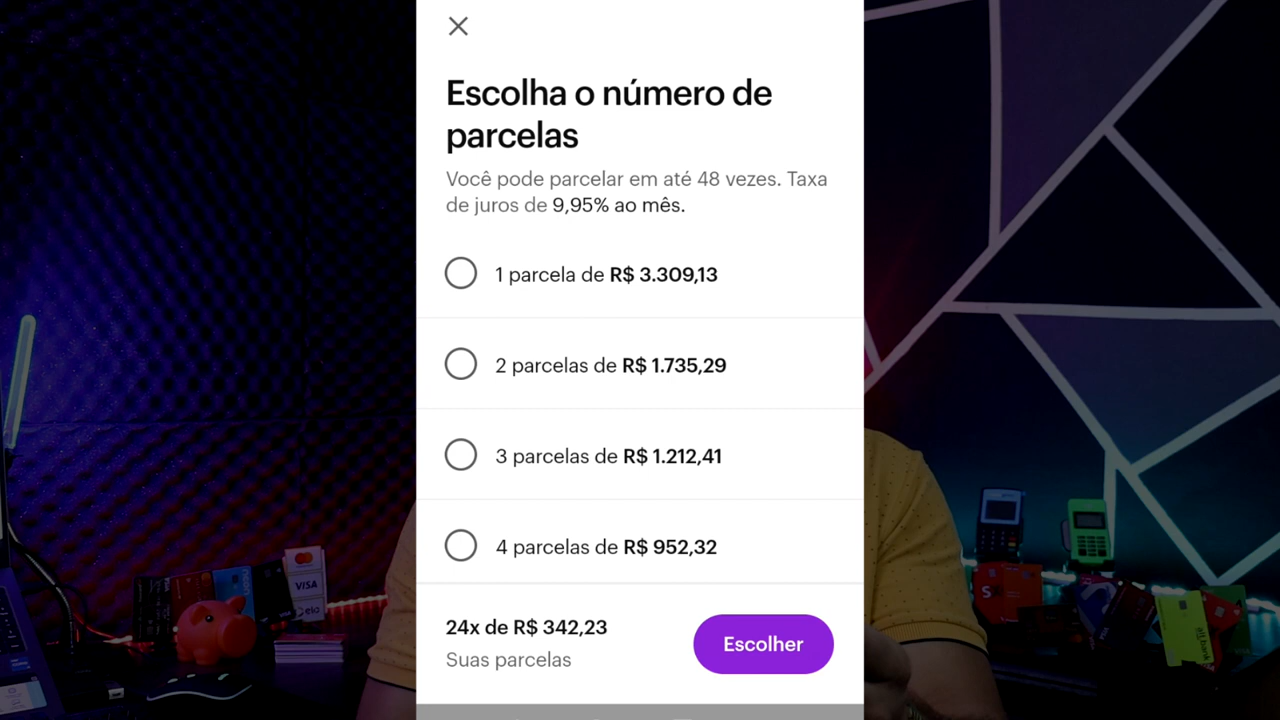 Escolha o número de
parcelas
Você pode parcelar em até 48 vezes. Taxa
de juros de 9,95% ao mês.
1 parcela de R$ 3.309,13
2 parcelas de R$ 1.735,29
3 parcelas de R$ 1.212,41
4 parcelas de R$ 952,32
24x de R$ 342,23
Suas parcelas
Escolher
VISA
elo